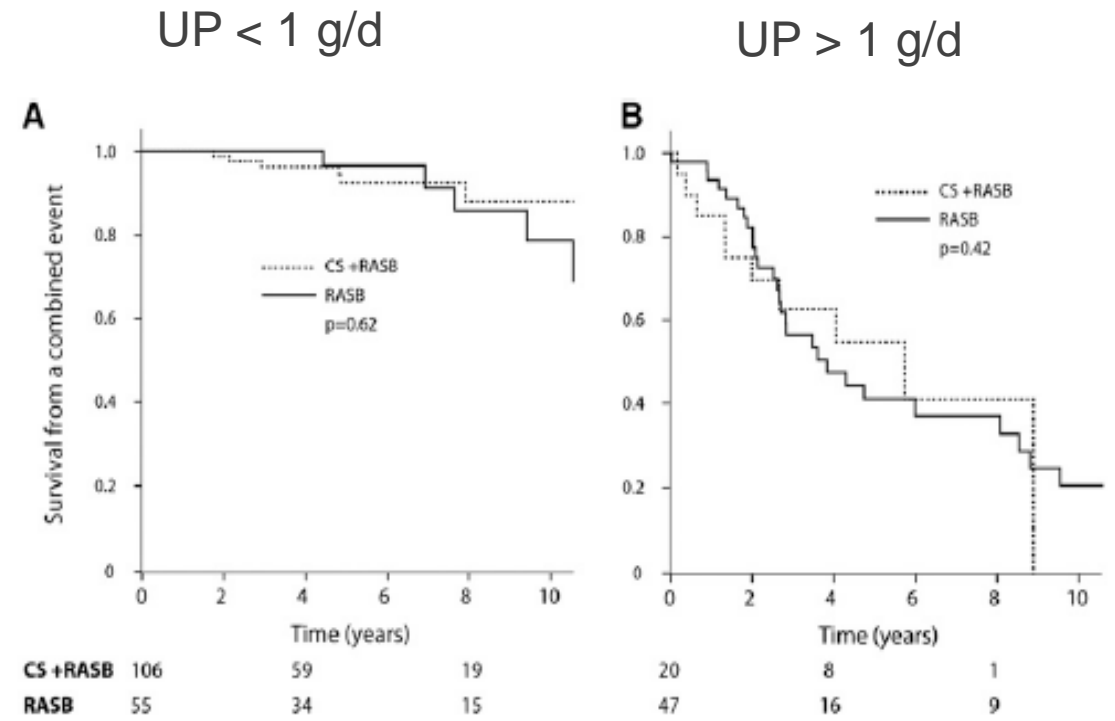 UP < 1 g/d
UP > 1 g/d
A
Survival from a combined event
1.0
0.8
0.6
0.4
0.2
0
CS +RASB
RASB
p=0.62
0 2 4 6 8 10
Time (years)
B
1.0
0.8
0.6
0.4
0.2
0
CS +RASB
RASB
p=0.42
0 2 4 6 8 10
Time (years)
CS +RASB 106 59 19 20 8 1
RASB 55 34 15 47 16 9